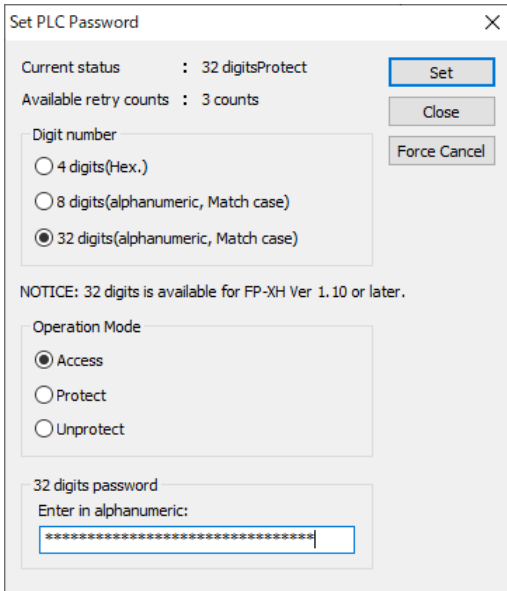 Set PLC Password
Current status : 32 digitsProtect
Set
Available retry counts : 3 counts
Close
Digit number
Force Cancel
4 digits(Hex.)
8 digits(alphanumeric, Match case)
32 digits(alphanumeric, Match case)
NOTICE: 32 digits is available for FP-XH Ver 1.10 or later.
Operation Mode
Access
Protect
Unprotect
32 digits password
Enter in alphanumeric:
********************************